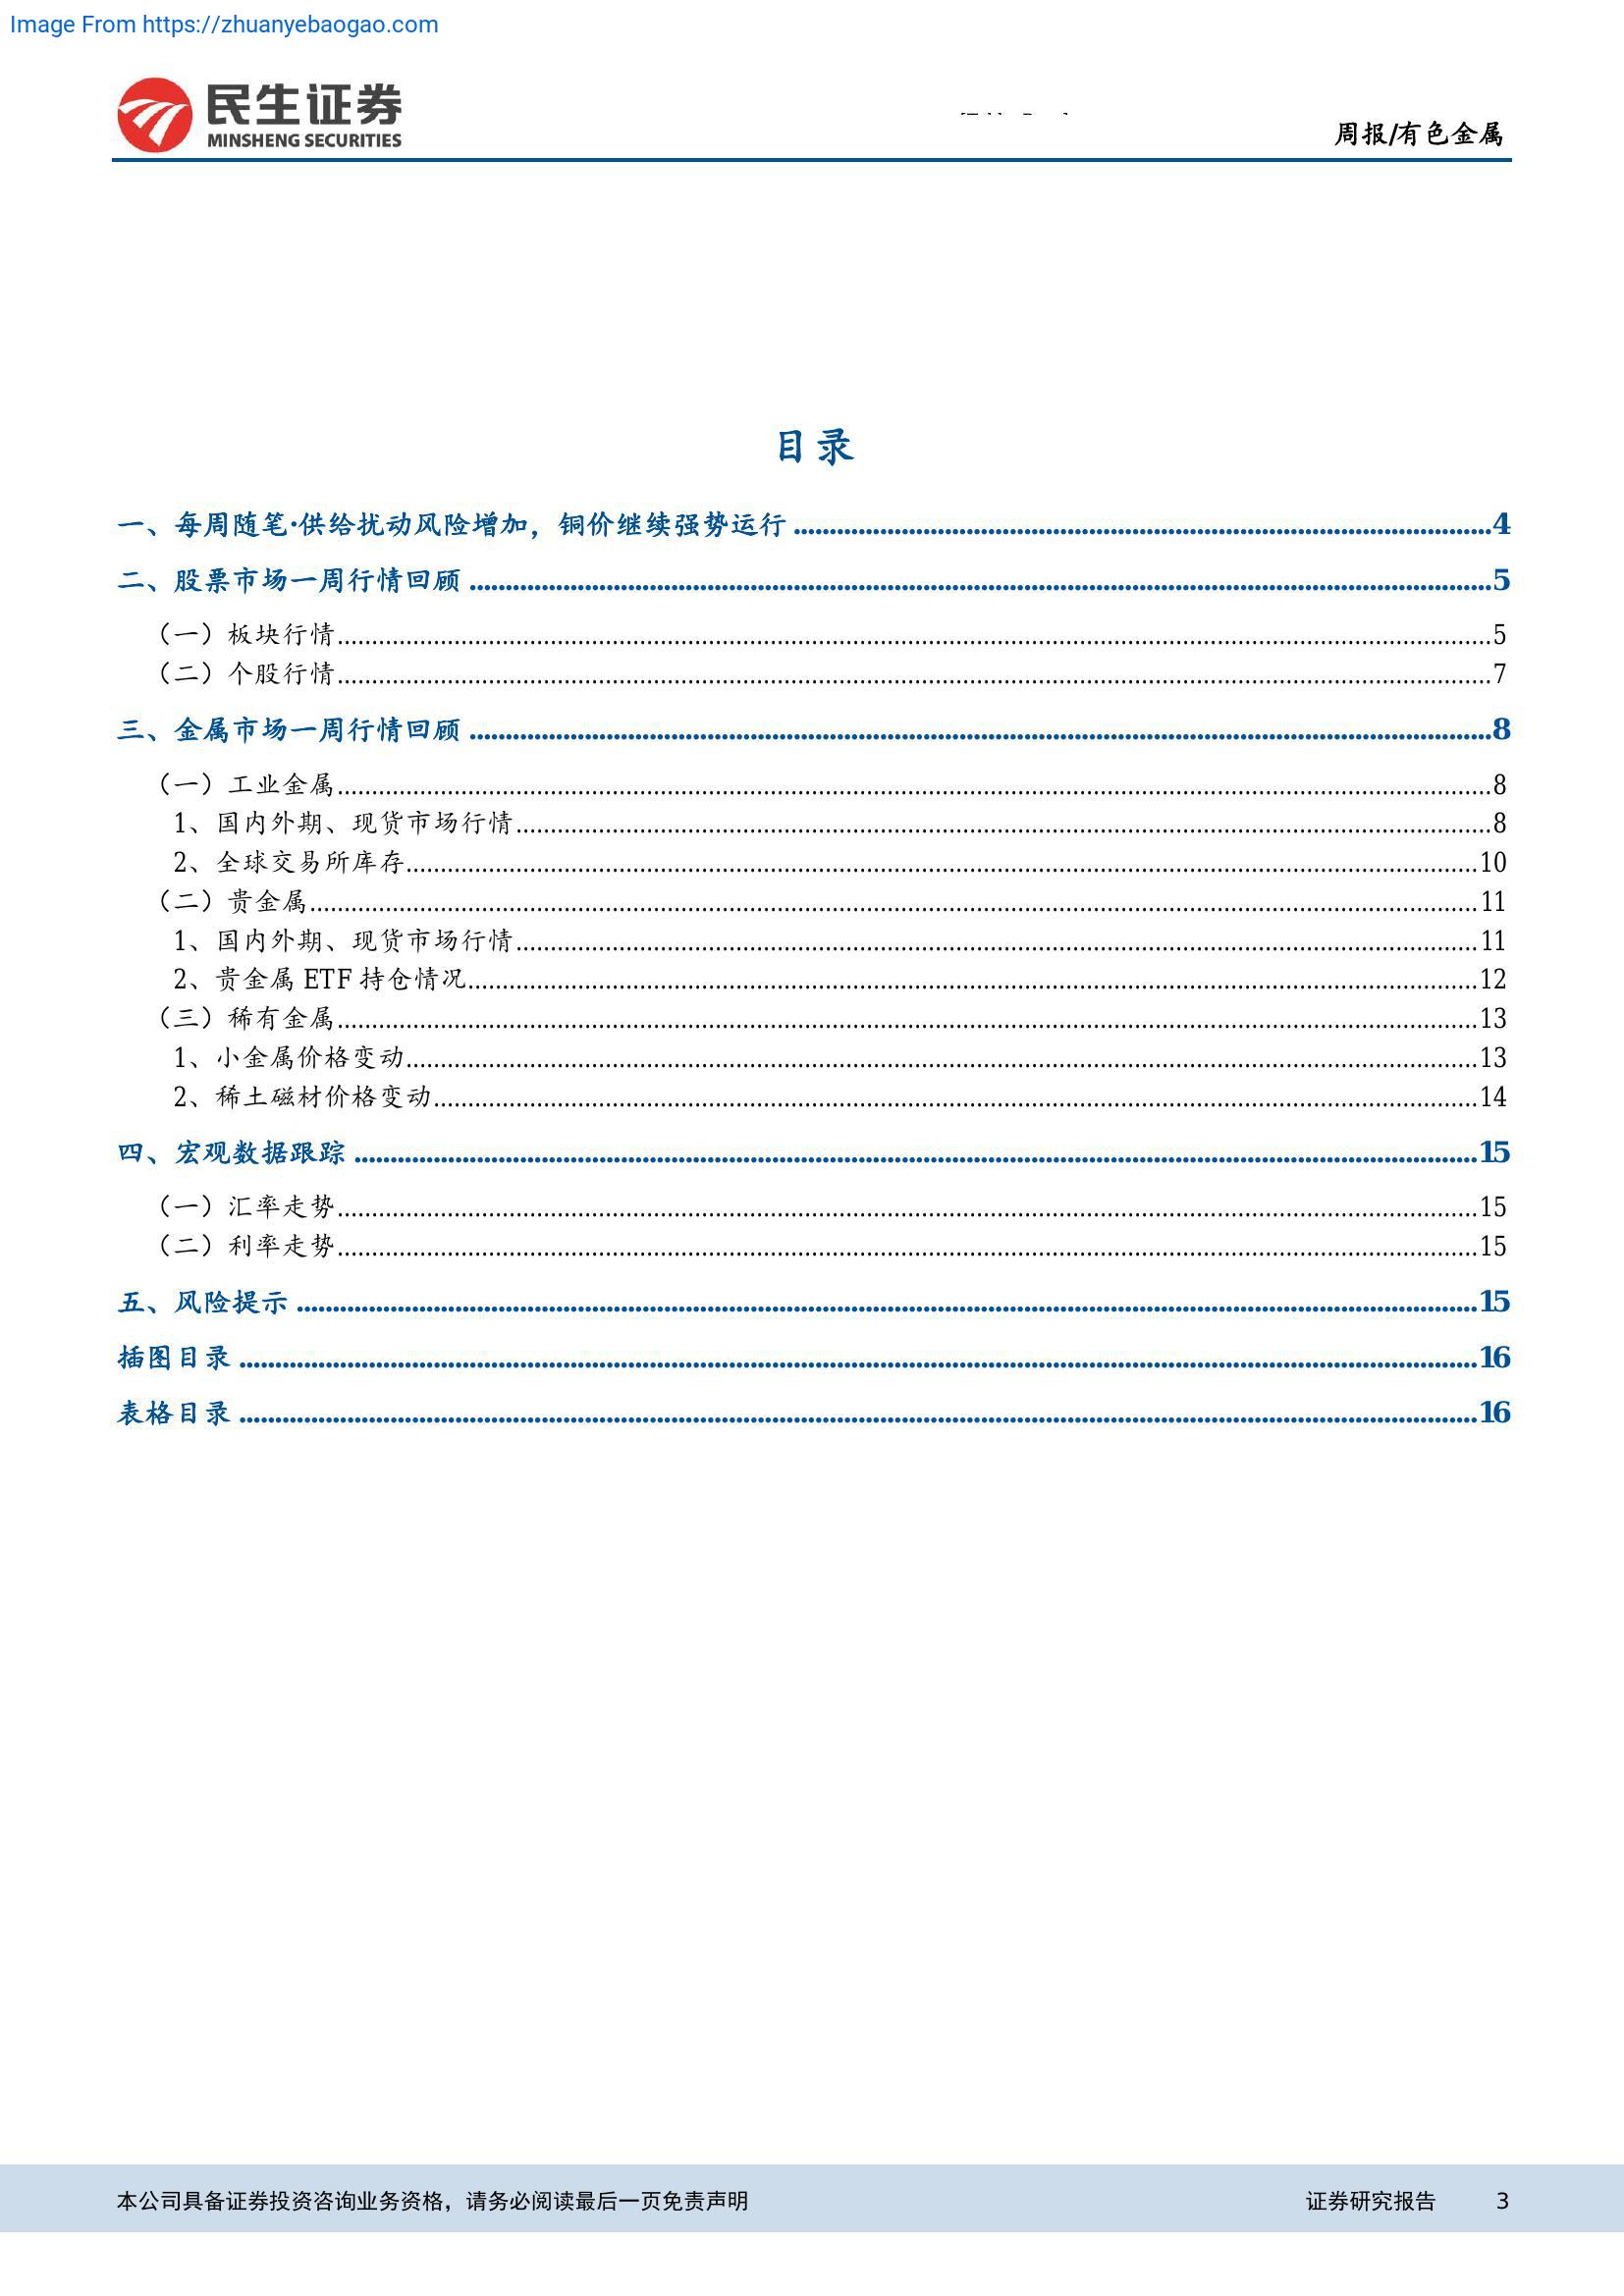 Image From https://zhuanyebaogao.com
民生证券
MINSHENG SECURITIES
周报/有色金属
目录
一、每周随笔·供给扰动风险增加，铜价继续强势运行 4
二、股票市场一周行情回顾 5
（一）板块行情 5
（二）个股行情 7
三、金属市场一周行情回顾 8
（一）工业金属 8
1、国内外期、现货市场行情 8
2、全球交易所库存 10
（二）贵金属 11
1、国内外期、现货市场行情 11
2、贵金属 ETF 持仓情况 12
（三）稀有金属 13
1、小金属价格变动 13
2、稀土磁材价格变动 14
四、宏观数据跟踪 15
（一）汇率走势 15
（二）利率走势 15
五、风险提示 15
插图目录 16
表格目录 16
本公司具备证券投资咨询业务资格，请务必阅读最后一页免责声明 证券研究报告 3